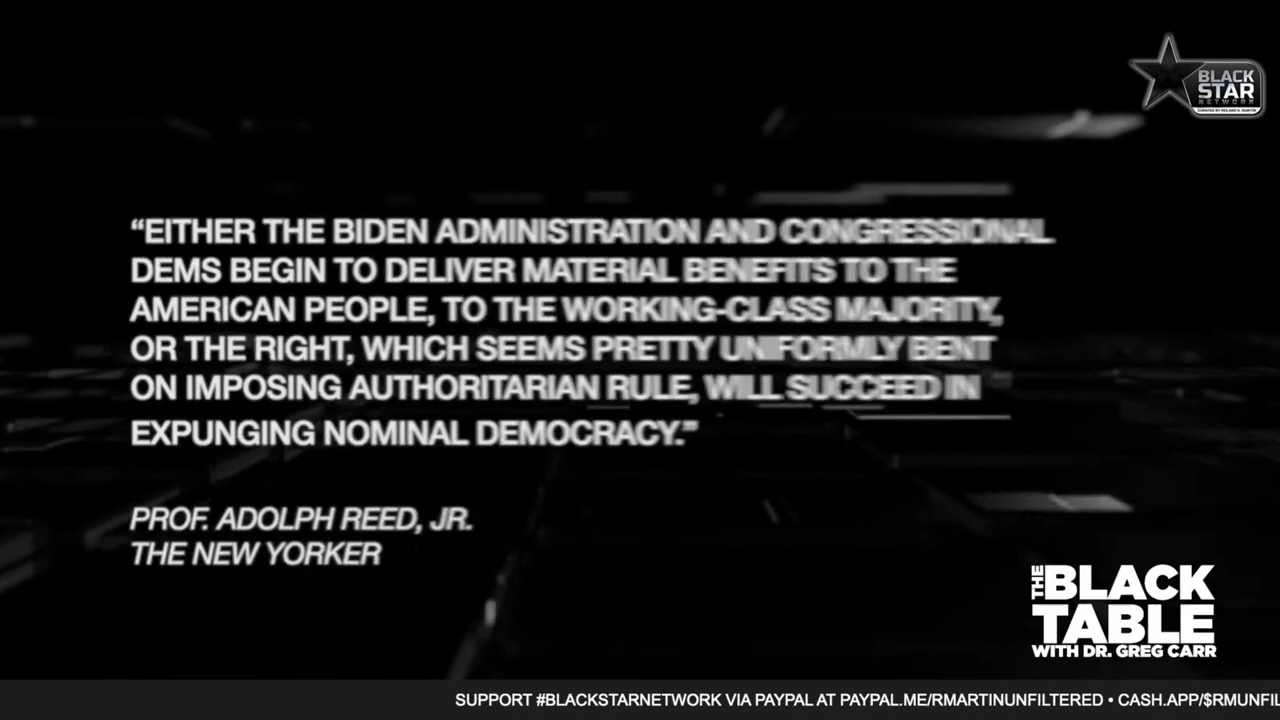 BLACK
STAR
NETWORK
“EITHER THE BIDEN ADMINISTRATION AND CONGRESSIONAL
DEMS BEGIN TO DELIVER MATERIAL BENEFITS TO THE
AMERICAN PEOPLE, TO THE WORKING-CLASS MAJORITY,
OR THE RIGHT, WHICH SEEMS PRETTY UNIFORMLY BENT
ON IMPOSING AUTHORITARIAN RULE, WILL SUCCEED IN
EXPUNGING NOMINAL DEMOCRACY.”
PROF. ADOLPH REED, JR.
THE NEW YORKER
THE BLACK
TABLE
WITH DR. GREG CARR
SUPPORT #BLACKSTARNETWORK VIA PAYPAL AT PAYPAL.ME/RMARTINUNFILTERED • CASH.APP/$RMUNFIL